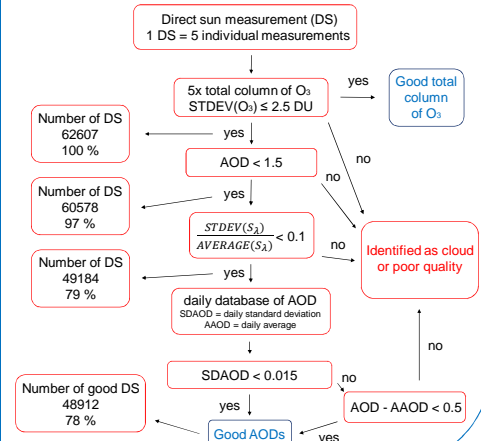 Direct sun measurement (DS)
1 DS = 5 individual measurements
5x total column of O₃
STDEV(O₃) ≤ 2.5 DU
yes
Good total
column
of O₃
Number of DS
62607
100 %
yes
no
AOD < 1.5
no
Number of DS
60578
97 %
yes
STDEV(Sλ)
AVERAGE(Sλ)
< 0.1
no
Identified as cloud
or poor quality
Number of DS
49184
79 %
yes
daily database of AOD
SDAOD = daily standard deviation
AAOD = daily average
no
SDAOD < 0.015
no
Number of good DS
48912
78 %
yes
AOD - AAOD < 0.5
Good AODs
yes